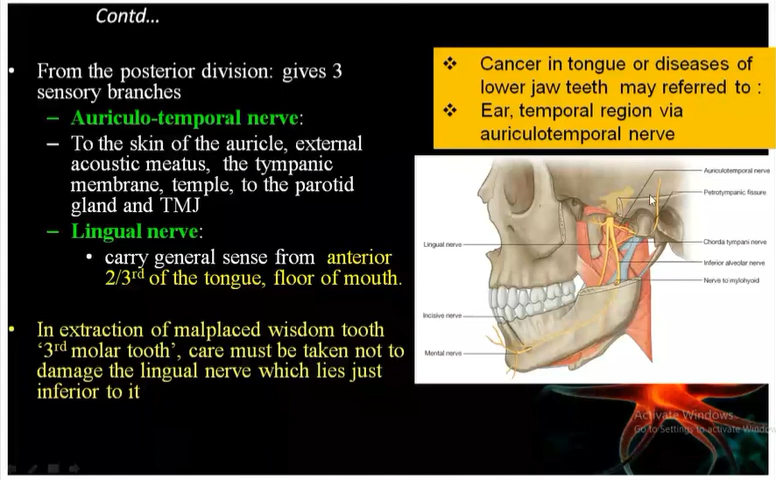 Contd...
• From the posterior division: gives 3
sensory branches
– Auriculo-temporal nerve:
– To the skin of the auricle, external
acoustic meatus, the tympanic
membrane, temple, to the parotid
gland and TMJ
– Lingual nerve:
• carry general sense from anterior
2/3rd of the tongue, floor of mouth.
• In extraction of malplaced wisdom tooth
‘3rd molar tooth’, care must be taken not to
damage the lingual nerve which lies just
inferior to it
❖ Cancer in tongue or diseases of
lower jaw teeth may referred to :
❖ Ear, temporal region via
auriculotemporal nerve
Auriculotemporal nerve
Petrotympanic fissure
Lingual nerve
Chorda tympani nerve
Inferior alveolar nerve
Nerve to mylohyoid
Incisive nerve
Mental nerve
Activate Windows.
Go to Settings to activate Windows